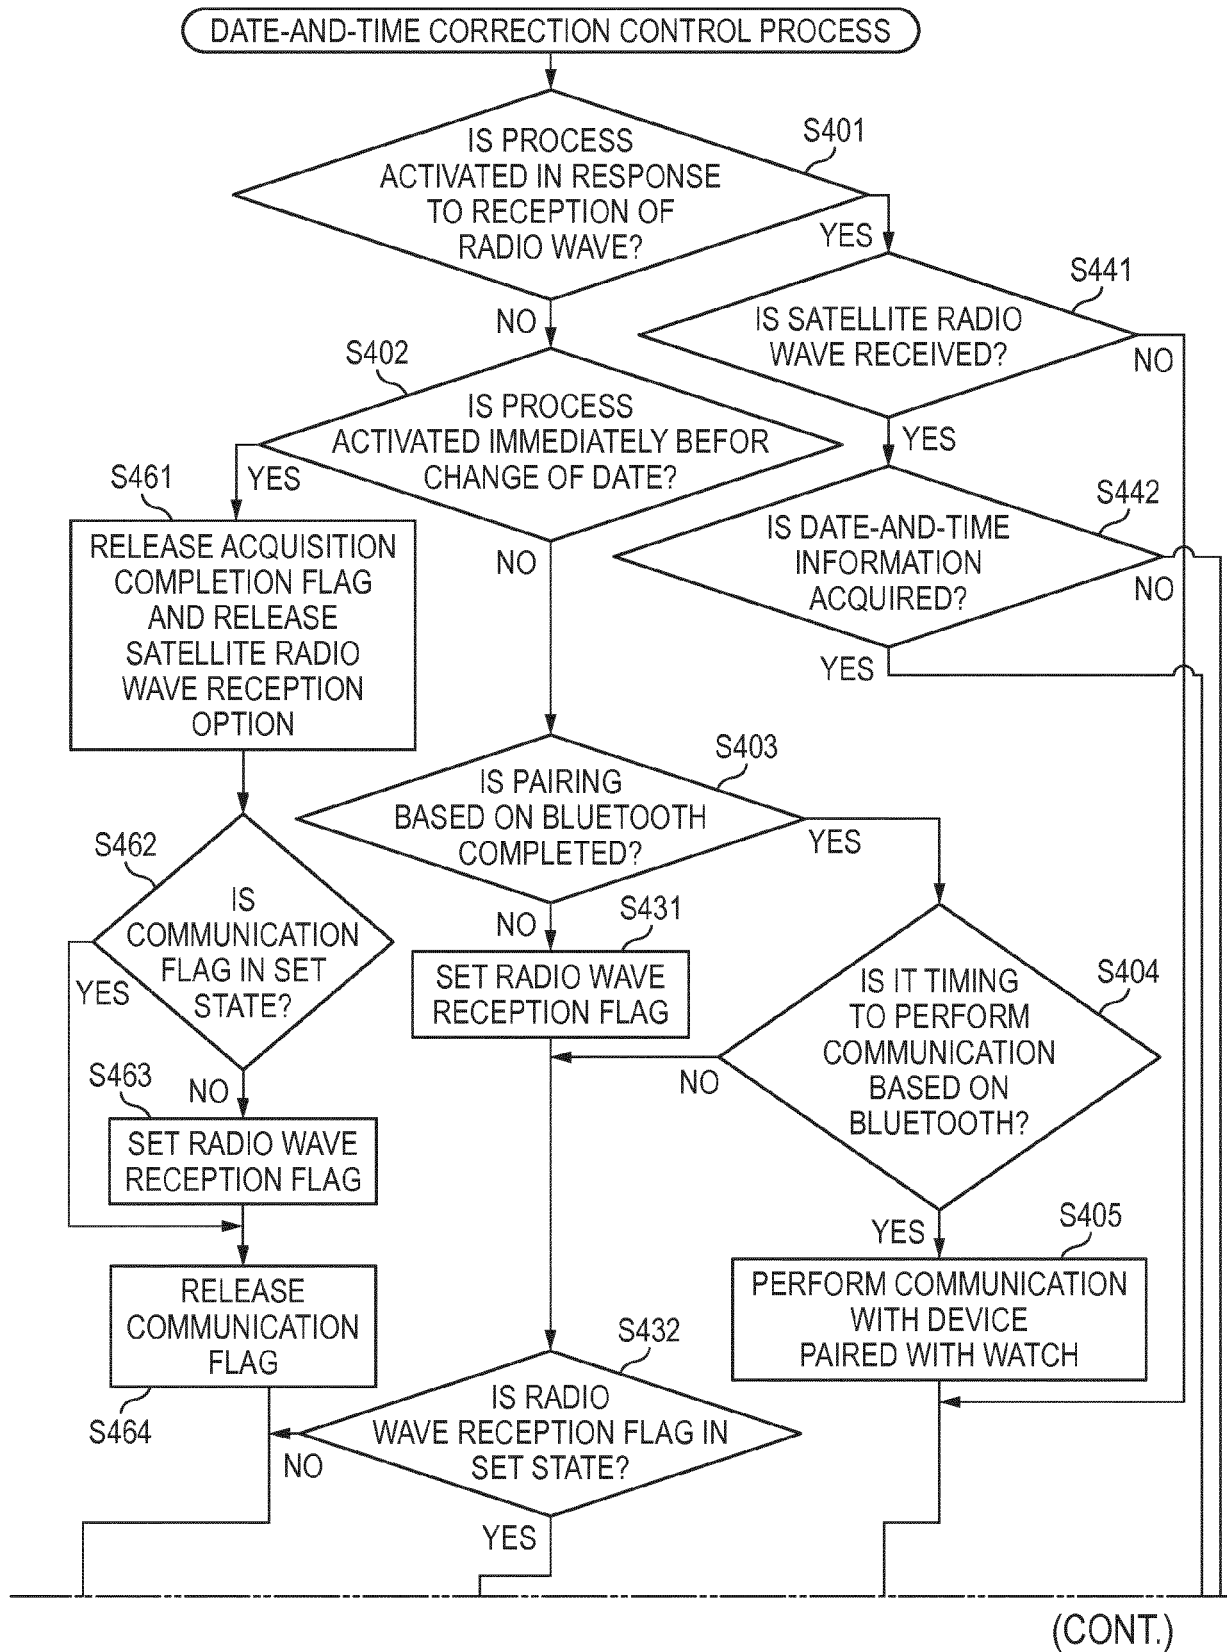 DATE-AND-TIME CORRECTION CONTROL PROCESS
S401
IS PROCESS
ACTIVATED IN RESPONSE
TO RECEPTION OF
RADIO WAVE?
YES
NO
S441
IS SATELLITE RADIO
WAVE RECEIVED?
NO
YES
S402
IS PROCESS
ACTIVATED IMMEDIATELY BEFOR
CHANGE OF DATE?
YES
NO
S442
IS DATE-AND-TIME
INFORMATION
ACQUIRED?
NO
YES
S461
RELEASE ACQUISITION
COMPLETION FLAG
AND RELEASE
SATELLITE RADIO
WAVE RECEPTION
OPTION
S403
IS PAIRING
BASED ON BLUETOOTH
COMPLETED?
YES
NO
S462
IS
COMMUNICATION
FLAG IN SET
STATE?
YES
NO
S431
SET RADIO WAVE
RECEPTION FLAG
S404
IS IT TIMING
TO PERFORM
COMMUNICATION
BASED ON
BLUETOOTH?
NO
YES
S463
SET RADIO WAVE
RECEPTION FLAG
S405
PERFORM COMMUNICATION
WITH DEVICE
PAIRED WITH WATCH
RELEASE
COMMUNICATION
FLAG
S464
S432
IS RADIO
WAVE RECEPTION FLAG IN
SET STATE?
NO
YES
(CONT.)